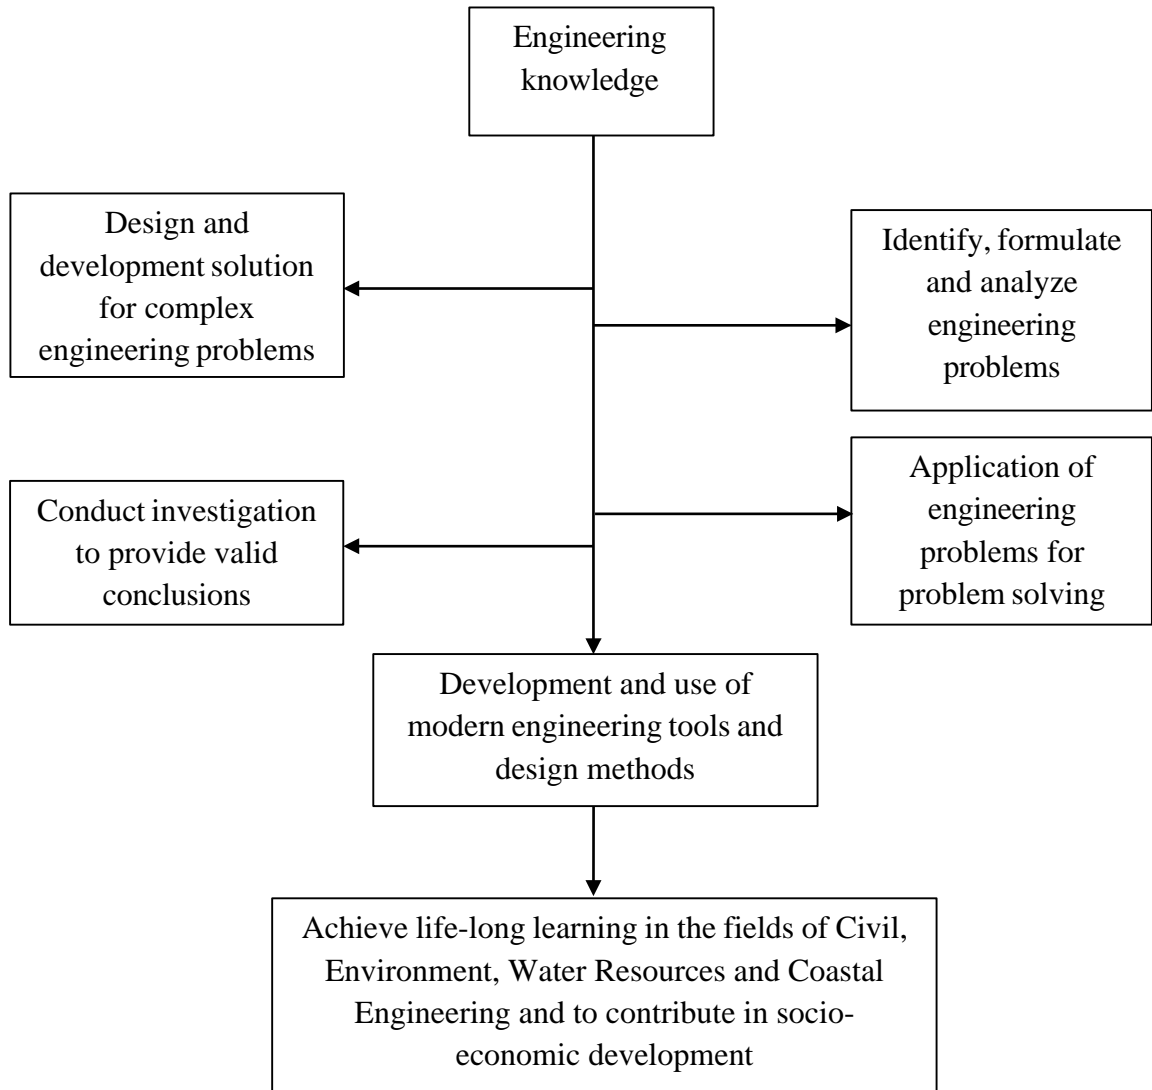 Engineering
knowledge
Design and
development solution
for complex
engineering problems
Identify, formulate
and analyze
engineering
problems
Conduct investigation
to provide valid
conclusions
Application of
engineering
problems for
problem solving
Development and use of
modern engineering tools and
design methods
Achieve life-long learning in the fields of Civil,
Environment, Water Resources and Coastal
Engineering and to contribute in socio-
economic development